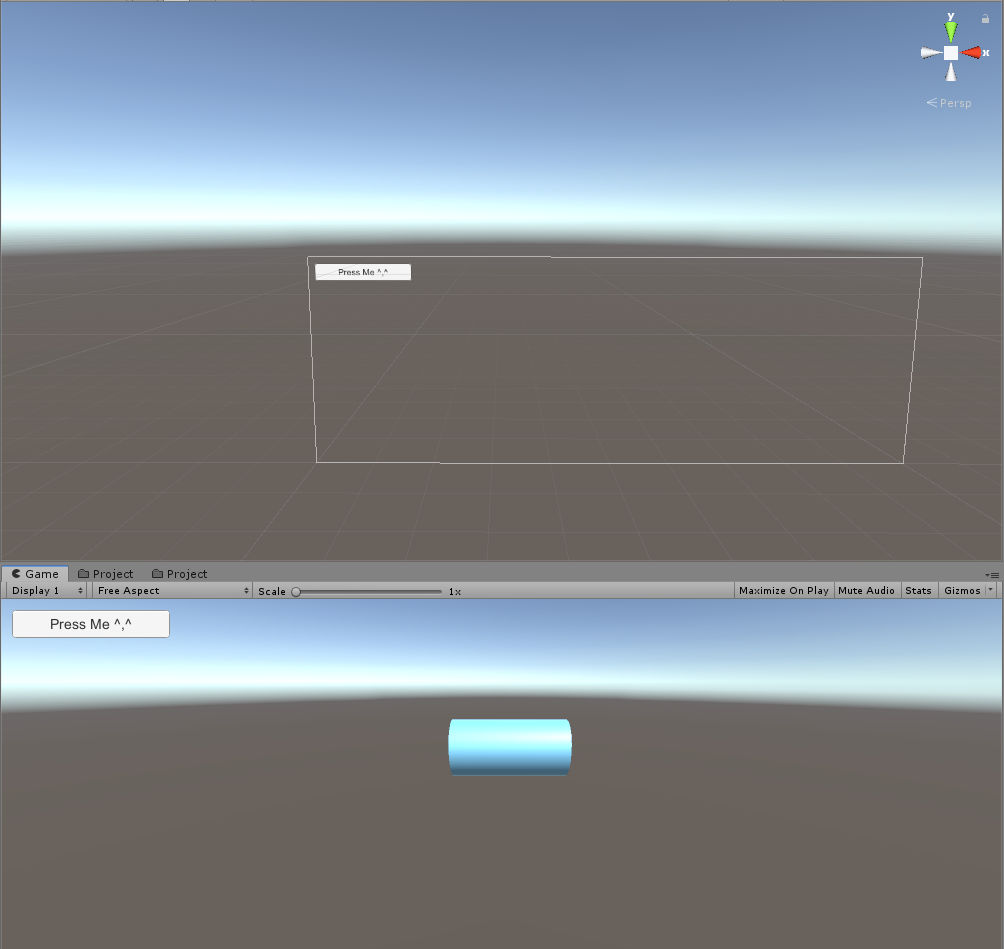 y
x
Persp
Press Me ^,^
Game Project Project
Display 1 Free Aspect Scale 1x Maximize On Play Mute Audio Stats Gizmos
Press Me ^,^